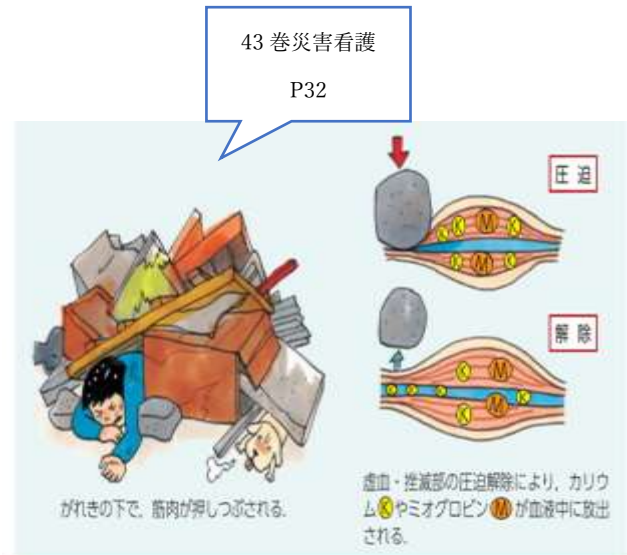 43 巻災害看護
P32
圧 迫
K
K
M
K
K
M
K
解 除
K
M
K
K
K
M
K
K
がれきの下で，筋肉が押しつぶされる．
虚血・挫滅部の圧迫解除により，カリウ
ムⓀやミオグロビンⓂが血液中に放出
される．